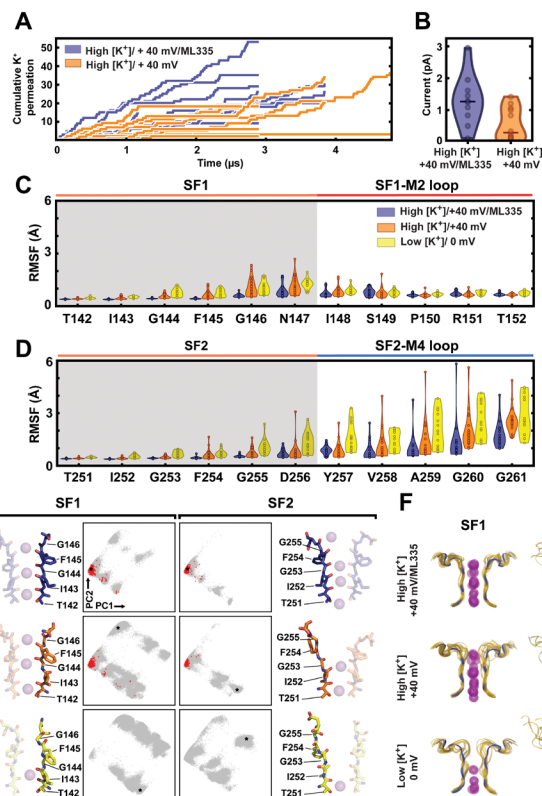 A
Cumulative K+ permeation
50
40
30
20
10
High [K+]/ + 40 mV/ML335
High [K+]/ + 40 mV
0
1
2
3
4
Time (µs)
B
Current (pA)
3
2
1
0
High [K+] +40 mV/ML335
High [K+] +40 mV
C
SF1
SF1-M2 loop
RMSF (Å)
6
3
0
High [K+]/+40 mV/ML335
High [K+]/+40 mV
Low [K+]/ 0 mV
T142 I143 G144 F145 G146 N147 I148 S149 P150 R151 T152
D
SF2
SF2-M4 loop
RMSF (Å)
6
3
0
T251 I252 G253 F254 G255 D256 Y257 V258 A259 G260 G261
SF1
SF2
G146
F145
G144
I143
T142
PC2
PC1
G255
F254
G253
I252
T251
G146
F145
G144
I143
T142
G255
F254
G253
I252
T251
G146
F145
G144
I143
T142
G255
F254
G253
I252
T251
F
SF1
High [K+] +40 mV/ML335
High [K+] +40 mV
Low [K+] 0 mV